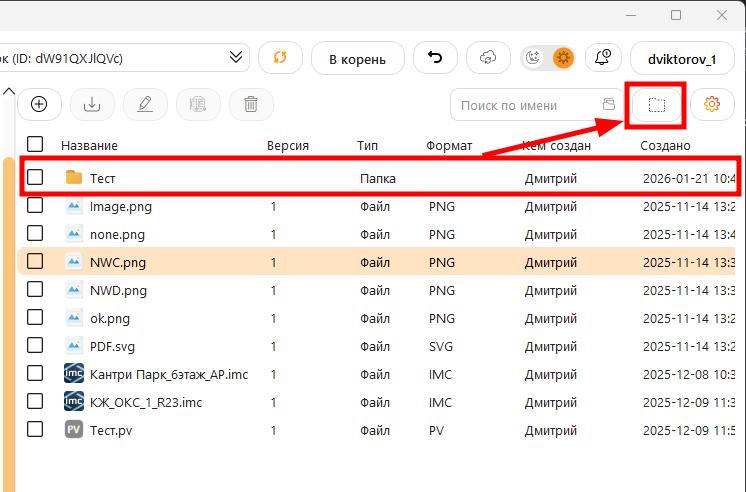 ок (ID: dW91QXJlQVc) В корень dviktorov_1
Поиск по имени
Название Версия Тип Формат Кем создан Создано
Тест Папка Дмитрий 2026-01-21 10:4
Image.png 1 Файл PNG Дмитрий 2025-11-14 13:2
none.png 1 Файл PNG Дмитрий 2025-11-14 13:4
NWC.png 1 Файл PNG Дмитрий 2025-11-14 13:3
NWD.png 1 Файл PNG Дмитрий 2025-11-14 13:3
ok.png 1 Файл PNG Дмитрий 2025-11-14 13:2
PDF.svg 1 Файл SVG Дмитрий 2025-11-14 13:2
imc Кантри Парк_6этаж_АР.imc 1 Файл IMC Дмитрий 2025-12-08 10:3
imc КЖ_ОКС_1_R23.imc 1 Файл IMC Дмитрий 2025-12-09 11:3
PV Тест.pv 1 Файл PV Дмитрий 2025-12-09 11:5